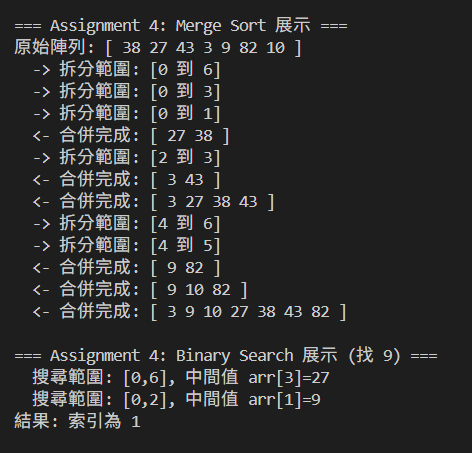 === Assignment 4: Merge Sort 展示 ===
原始陣列: [ 38 27 43 3 9 82 10 ]
-> 拆分範圍: [0 到 6]
-> 拆分範圍: [0 到 3]
-> 拆分範圍: [0 到 1]
<- 合併完成: [ 27 38 ]
-> 拆分範圍: [2 到 3]
<- 合併完成: [ 3 43 ]
<- 合併完成: [ 3 27 38 43 ]
-> 拆分範圍: [4 到 6]
-> 拆分範圍: [4 到 5]
<- 合併完成: [ 9 82 ]
<- 合併完成: [ 9 10 82 ]
<- 合併完成: [ 3 9 10 27 38 43 82 ]
=== Assignment 4: Binary Search 展示 (找 9) ===
搜尋範圍: [0,6], 中間值 arr[3]=27
搜尋範圍: [0,2], 中間值 arr[1]=9
結果: 索引為 1